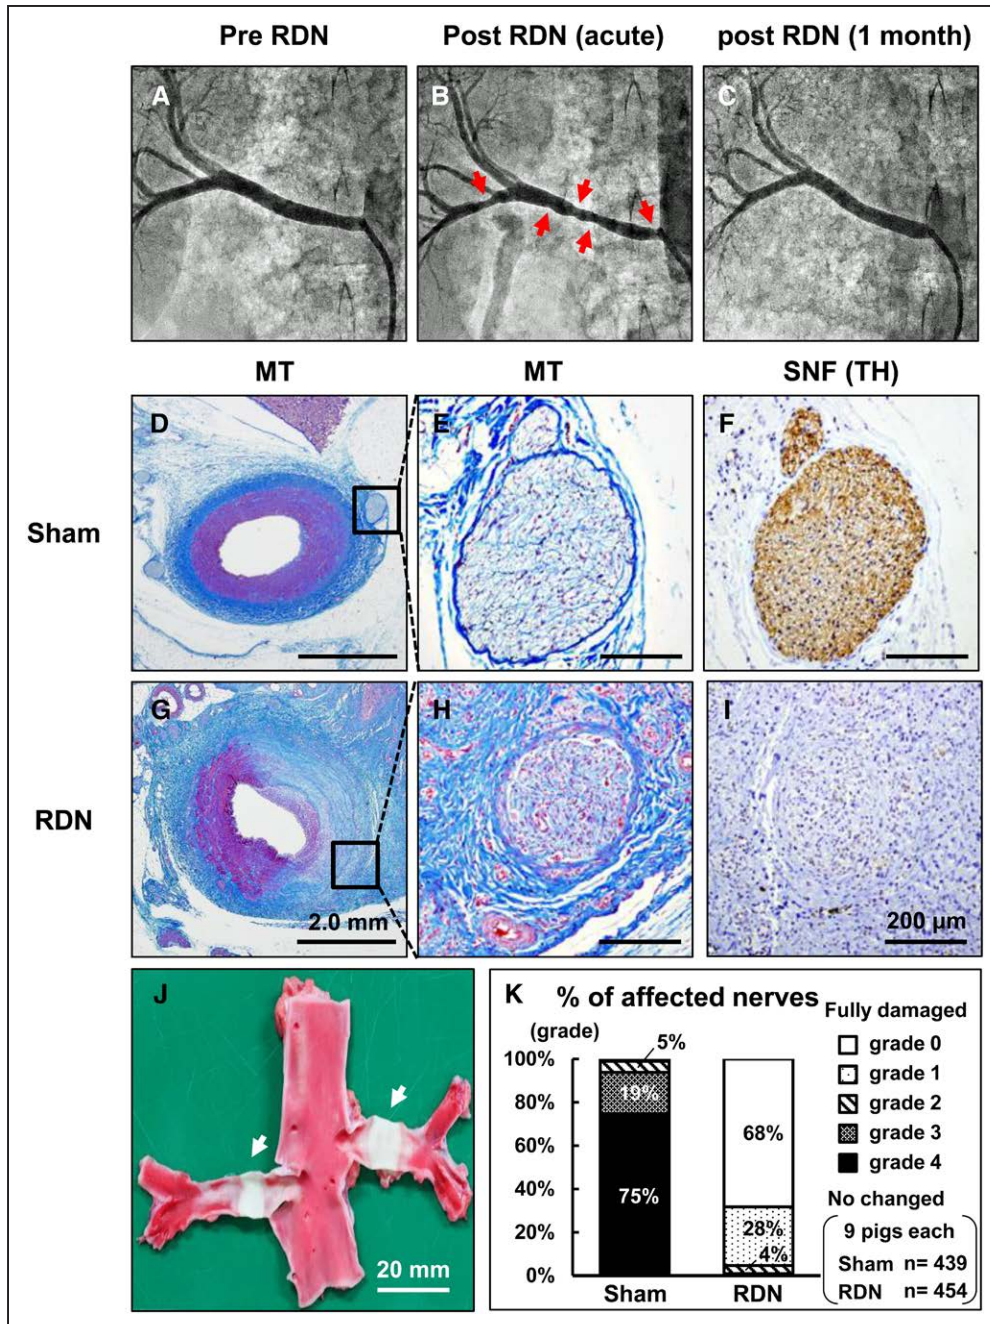 Pre RDN
Post RDN (acute)
post RDN (1 month)
A
B
C
MT
MT
SNF (TH)
Sham
D
E
F
RDN
G
2.0 mm
H
I
200 µm
J
20 mm
K
% of affected nerves
(grade)
100%
80%
60%
40%
20%
0%
5%
19%
75%
68%
28%
4%
Sham
RDN
Fully damaged
grade 0
grade 1
grade 2
grade 3
grade 4
No changed
9 pigs each
Sham n= 439
RDN n= 454